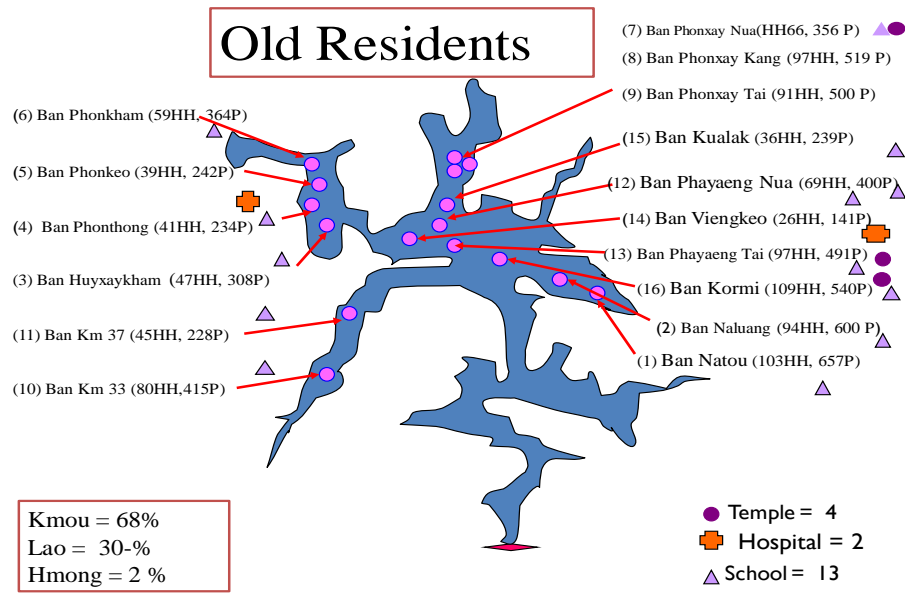 Old Residents
(7) Ban Phonxay Nua(HH66, 356 P)
(8) Ban Phonxay Kang (97HH, 519 P)
(9) Ban Phonxay Tai (91HH, 500 P)
(6) Ban Phonkham (59HH, 364P)
(15) Ban Kualak (36HH, 239P)
(5) Ban Phonkeo (39HH, 242P)
(12) Ban Phayaeng Nua (69HH, 400P)
(4) Ban Phonthong (41HH, 234P)
(14) Ban Viengkeo (26HH, 141P)
(13) Ban Phayaeng Tai (97HH, 491P)
(3) Ban Huyxaykham (47HH, 308P)
(16) Ban Kormi (109HH, 540P)
(11) Ban Km 37 (45HH, 228P)
(2) Ban Naluang (94HH, 600 P)
(1) Ban Natou (103HH, 657P)
(10) Ban Km 33 (80HH,415P)
Kmou = 68%
Lao = 30-%
Hmong = 2 %
Temple = 4
Hospital = 2
School = 13